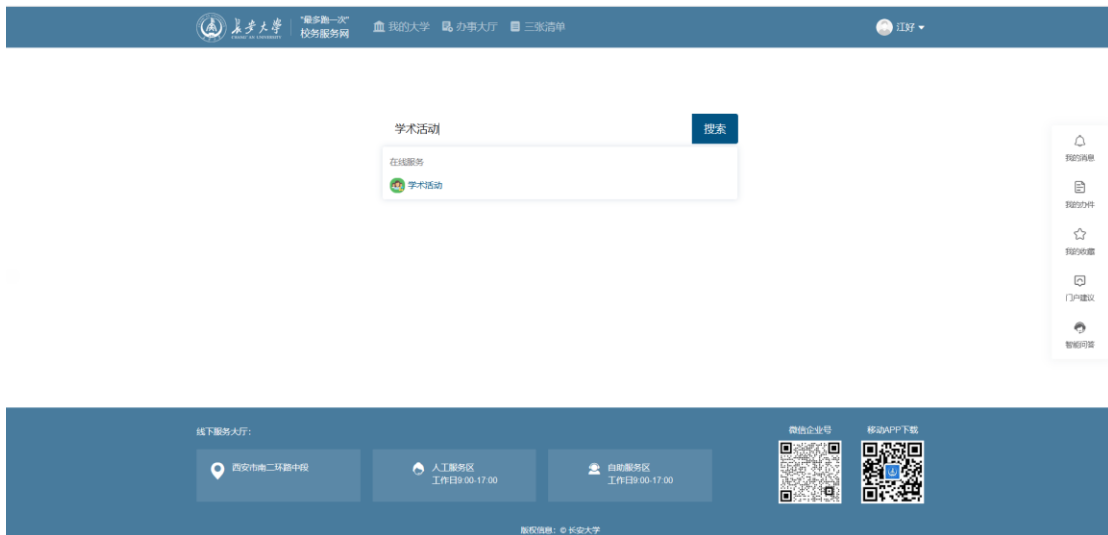 长安大学
CHANG'AN UNIVERSITY
"最多跑一次"
校务服务网
我的大学
办事大厅
三张清单
江好
学术活动
搜索
在线服务
学术活动
我的消息
我的办件
我的收藏
门户建议
智能问答
线下服务大厅：
西安市南二环路中段
人工服务区
工作日9:00-17:00
自助服务区
工作日9:00-17:00
微信企业号
移动APP下载
版权信息：© 长安大学